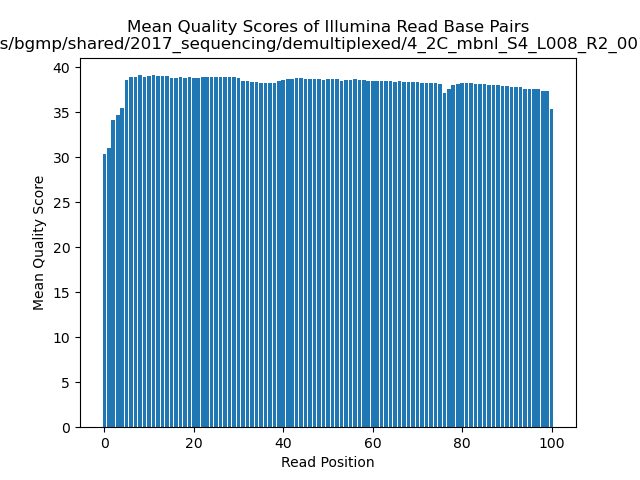 Mean Quality Scores of Illumina Read Base Pairs
s/bgmp/shared/2017_sequencing/demultiplexed/4_2C_mbnl_S4_L008_R2_00
40
35
30
25
20
15
10
5
0
Mean Quality Score
0 20 40 60 80 100
Read Position